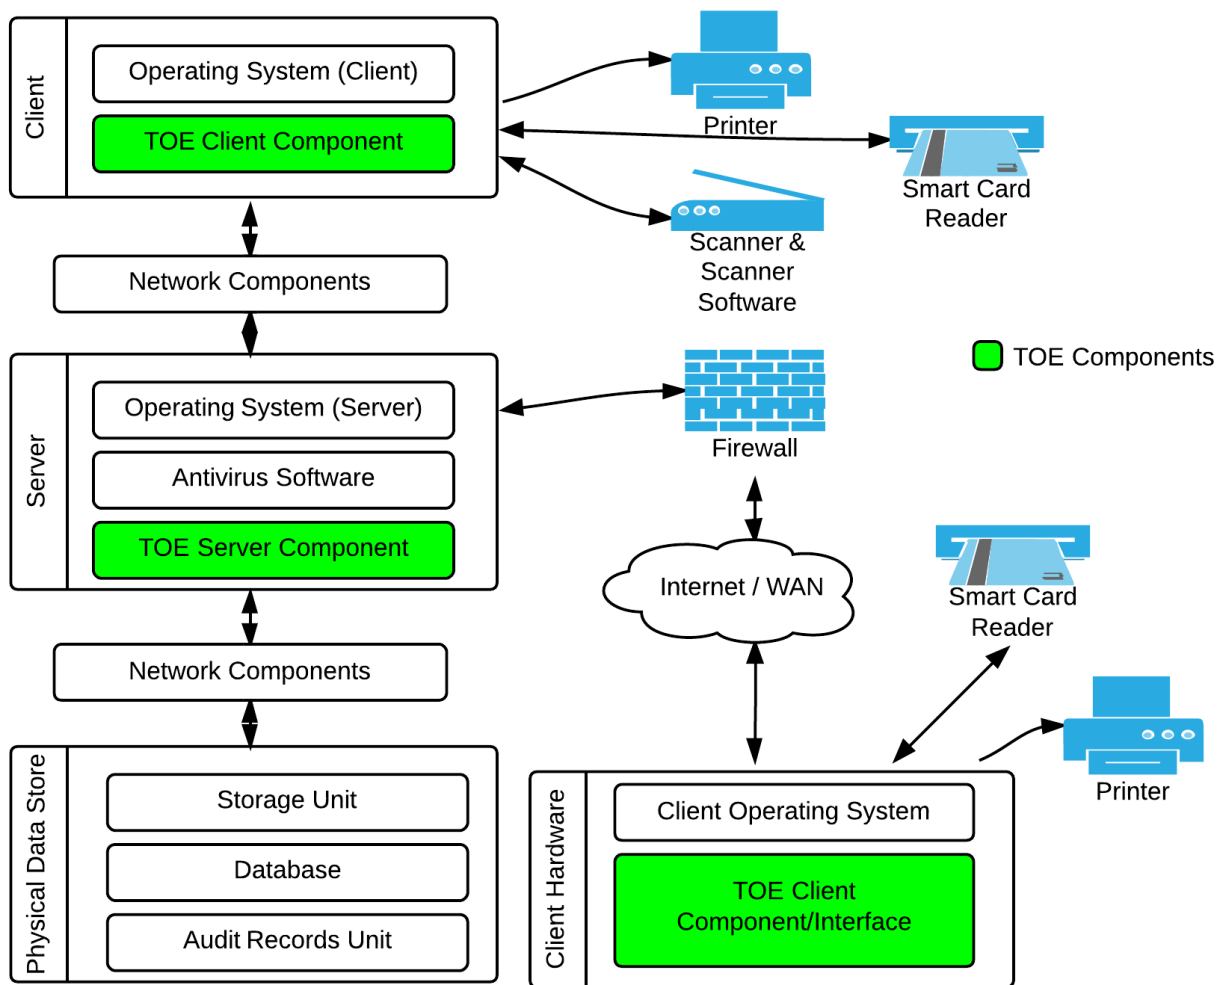 Client
Operating System (Client)
TOE Client Component
Printer
Smart Card
Reader
Scanner &
Scanner
Software
Network Components
TOE Components
Server
Operating System (Server)
Antivirus Software
TOE Server Component
Firewall
Internet / WAN
Smart Card
Reader
Network Components
Physical Data Store
Storage Unit
Database
Audit Records Unit
Client Hardware
Client Operating System
TOE Client
Component/Interface
Printer